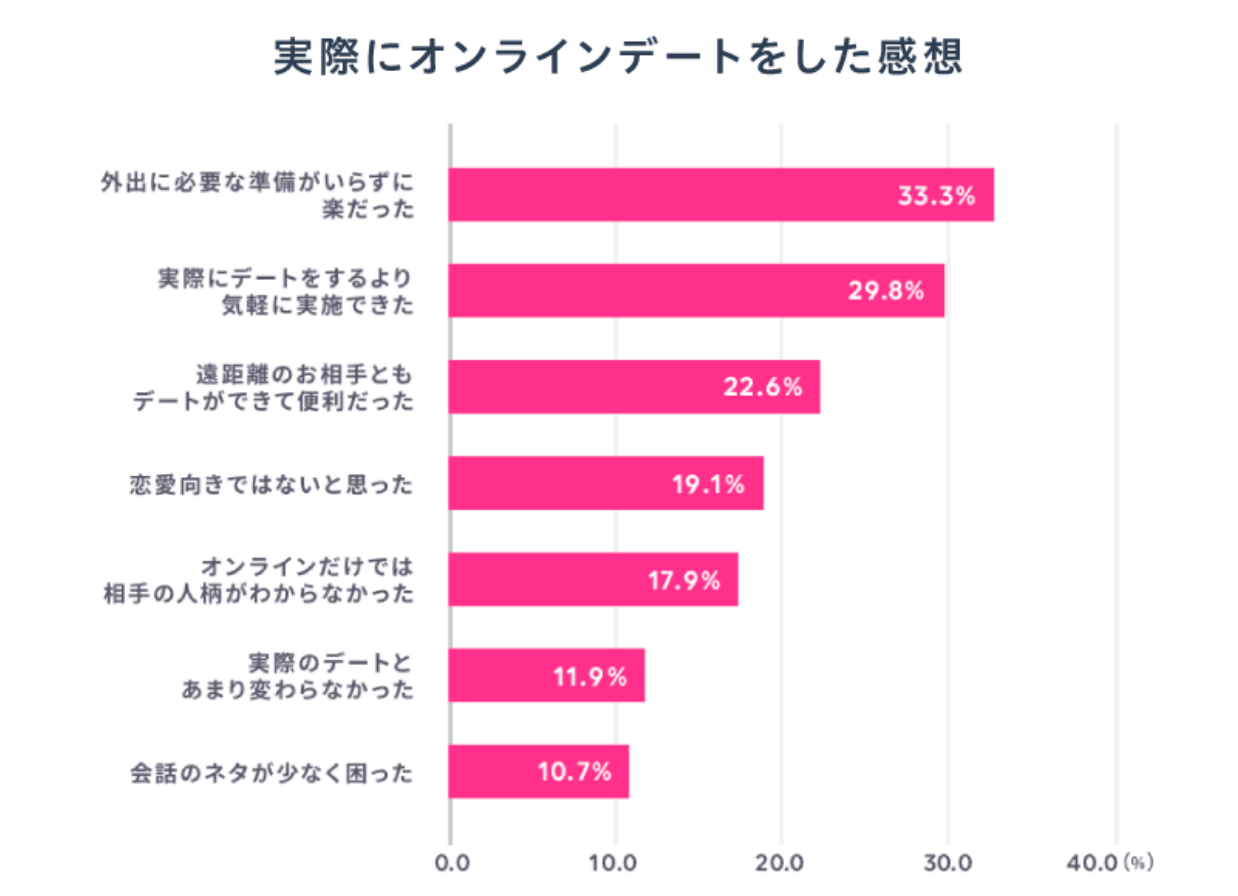 実際にオンラインデートをした感想
外出に必要な準備がいらずに
楽だった
33.3%
実際にデートをするより
気軽に実施できた
29.8%
遠距離のお相手とも
デートができて便利だった
22.6%
恋愛向きではないと思った
19.1%
オンラインだけでは
相手の人柄がわからなかった
17.9%
実際のデートと
あまり変わらなかった
11.9%
会話のネタが少なく困った
10.7%
0.0 10.0 20.0 30.0 40.0(%)